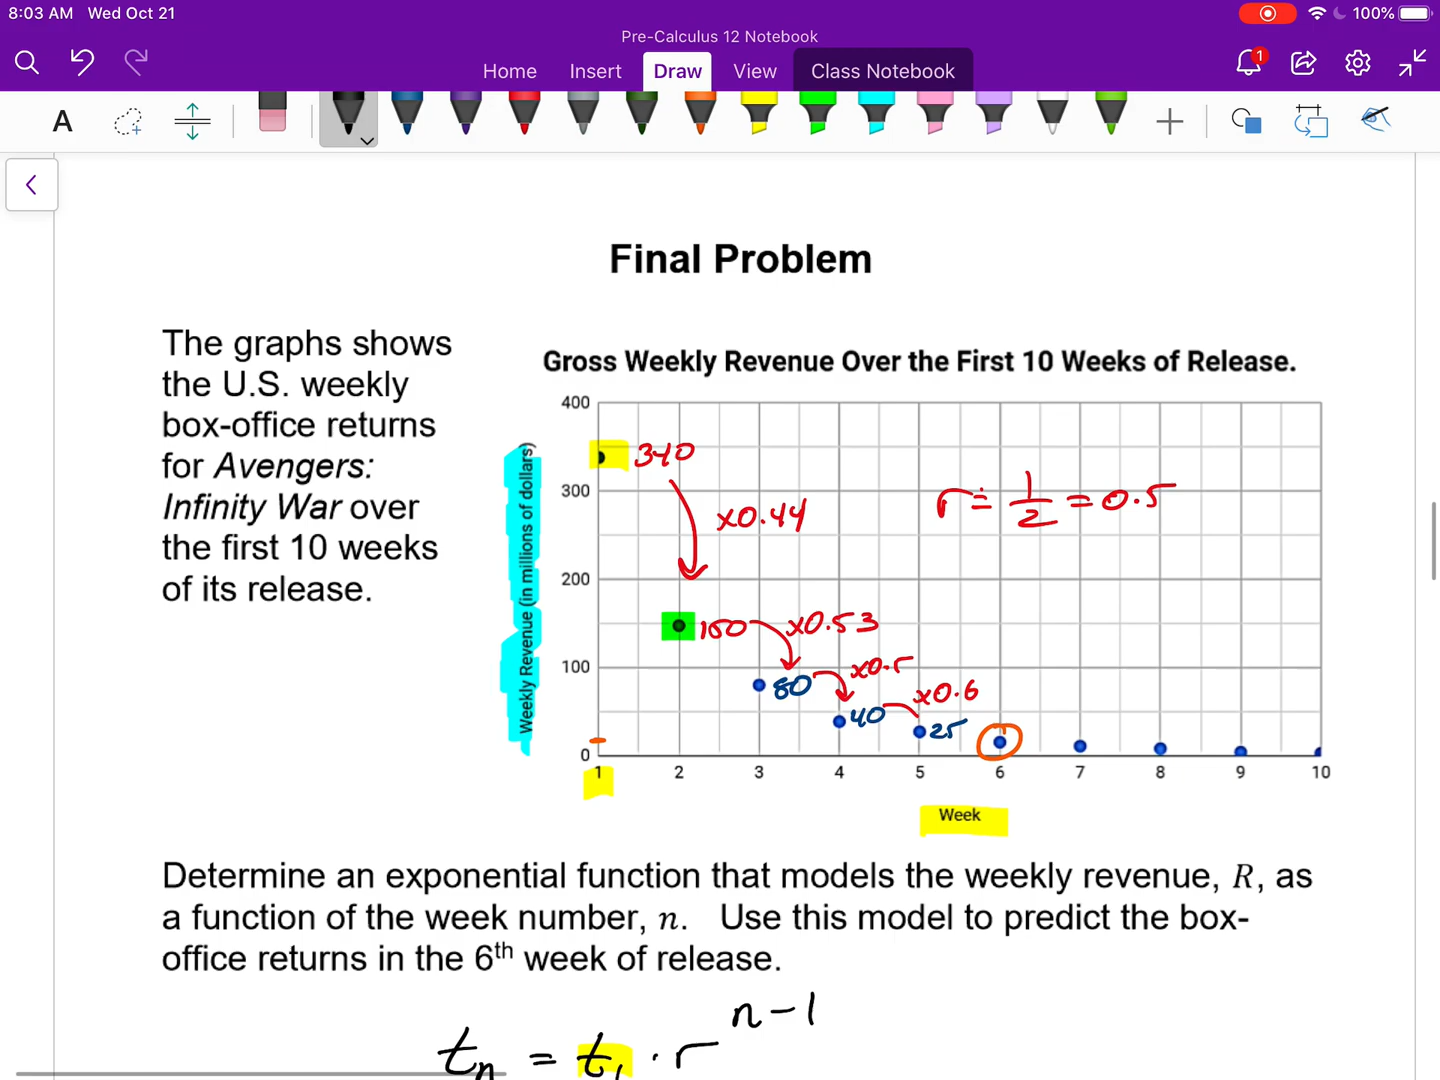 8:03 AM Wed Oct 21
100%
Pre-Calculus 12 Notebook
Home Insert Draw View Class Notebook
1
A
Final Problem
The graphs shows
the U.S. weekly
box-office returns
for Avengers:
Infinity War over
the first 10 weeks
of its release.
Gross Weekly Revenue Over the First 10 Weeks of Release.
Weekly Revenue (in millions of dollars)
400
300
200
100
0
340
x0.44
r ≐ 1/2 = 0.5
150 x0.53
80 x0.5
40 x0.6
25
1 2 3 4 5 6 7 8 9 10
Week
Determine an exponential function that models the weekly revenue, R, as
a function of the week number, n. Use this model to predict the box-
office returns in the 6th week of release.
tn = t1 · r^n-1